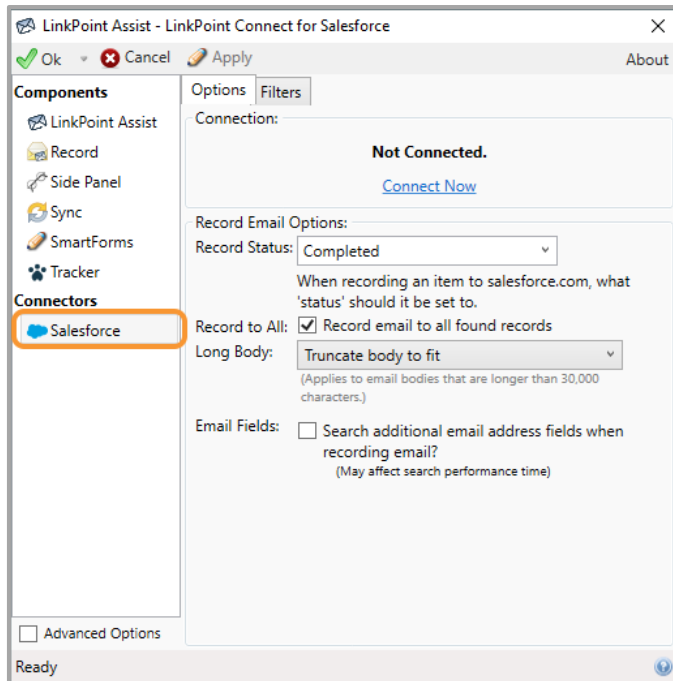 LinkPoint Assist - LinkPoint Connect for Salesforce
Ok
Cancel
Apply
About
Components
LinkPoint Assist
Record
Side Panel
Sync
SmartForms
Tracker
Connectors
Salesforce
Options
Filters
Connection:
Not Connected.
Connect Now
Record Email Options:
Record Status:
Completed
When recording an item to salesforce.com, what
'status' should it be set to.
Record to All:
Record email to all found records
Long Body:
Truncate body to fit
(Applies to email bodies that are longer than 30,000
characters.)
Email Fields:
Search additional email address fields when
recording email?
(May affect search performance time)
Advanced Options
Ready